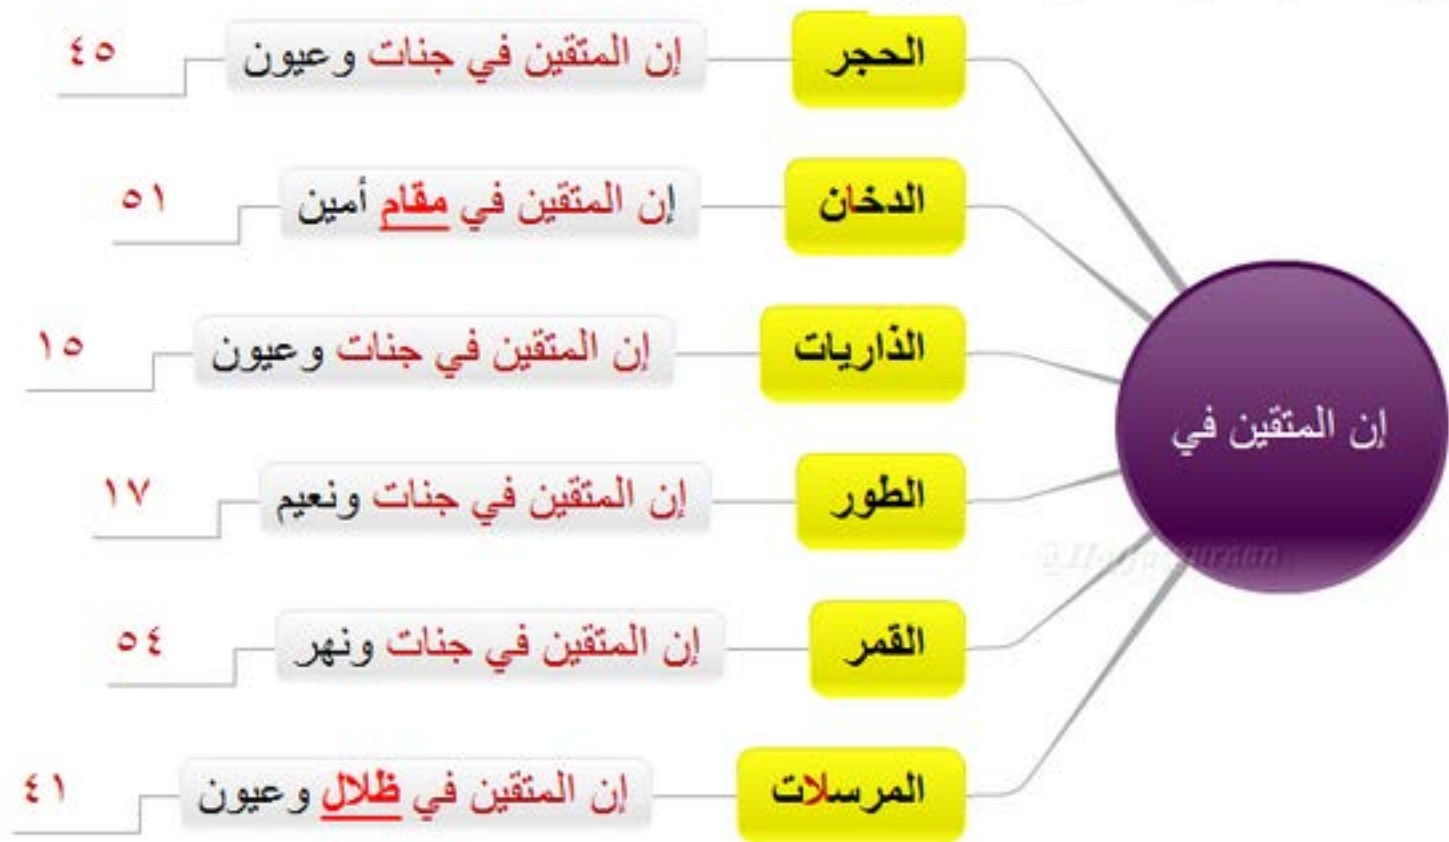 إن المتقين في
الحجر إن المتقين في جنات وعيون ٤٥
الدخان إن المتقين في مقام أمين ٥١
الذاريات إن المتقين في جنات وعيون ١٥
الطور إن المتقين في جنات ونعيم ١٧
القمر إن المتقين في جنات ونهر ٥٤
المرسلات إن المتقين في ظلال وعيون ٤١